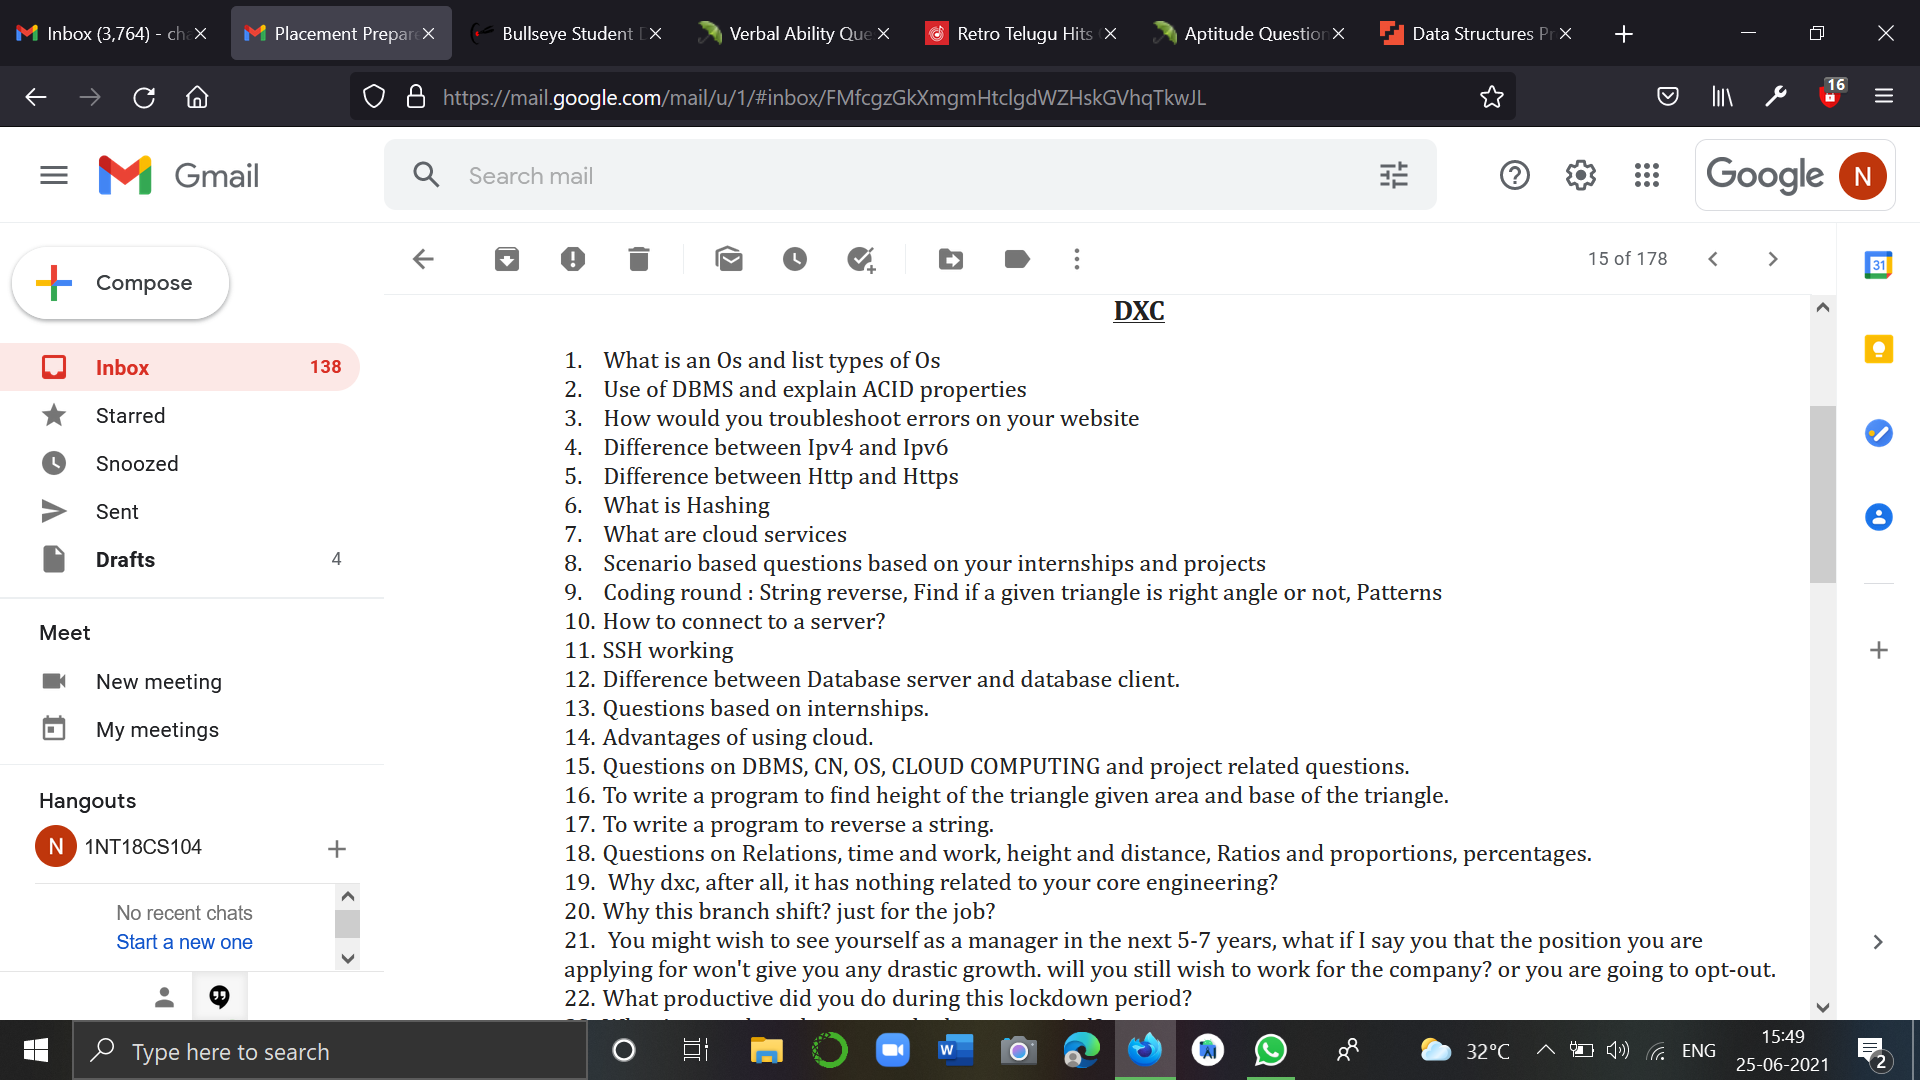 Inbox (3,764) - cha
Placement Prepare
Bullseye Student D
Verbal Ability Que
Retro Telugu Hits
Aptitude Question
Data Structures Pr
https://mail.google.com/mail/u/1/#inbox/FMfcgzGkXmgmHtclgdWZHskGVhqTkwJL
16
Gmail
Search mail
Google
N
Compose
15 of 178
31
Inbox 138
Starred
Snoozed
Sent
Drafts 4
Meet
New meeting
My meetings
Hangouts
N 1NT18CS104
No recent chats
Start a new one
DXC
1. What is an Os and list types of Os
2. Use of DBMS and explain ACID properties
3. How would you troubleshoot errors on your website
4. Difference between Ipv4 and Ipv6
5. Difference between Http and Https
6. What is Hashing
7. What are cloud services
8. Scenario based questions based on your internships and projects
9. Coding round : String reverse, Find if a given triangle is right angle or not, Patterns
10. How to connect to a server?
11. SSH working
12. Difference between Database server and database client.
13. Questions based on internships.
14. Advantages of using cloud.
15. Questions on DBMS, CN, OS, CLOUD COMPUTING and project related questions.
16. To write a program to find height of the triangle given area and base of the triangle.
17. To write a program to reverse a string.
18. Questions on Relations, time and work, height and distance, Ratios and proportions, percentages.
19. Why dxc, after all, it has nothing related to your core engineering?
20. Why this branch shift? just for the job?
21. You might wish to see yourself as a manager in the next 5-7 years, what if I say you that the position you are
applying for won't give you any drastic growth. will you still wish to work for the company? or you are going to opt-out.
22. What productive did you do during this lockdown period?
Type here to search
32°C
ENG
15:49
25-06-2021
2